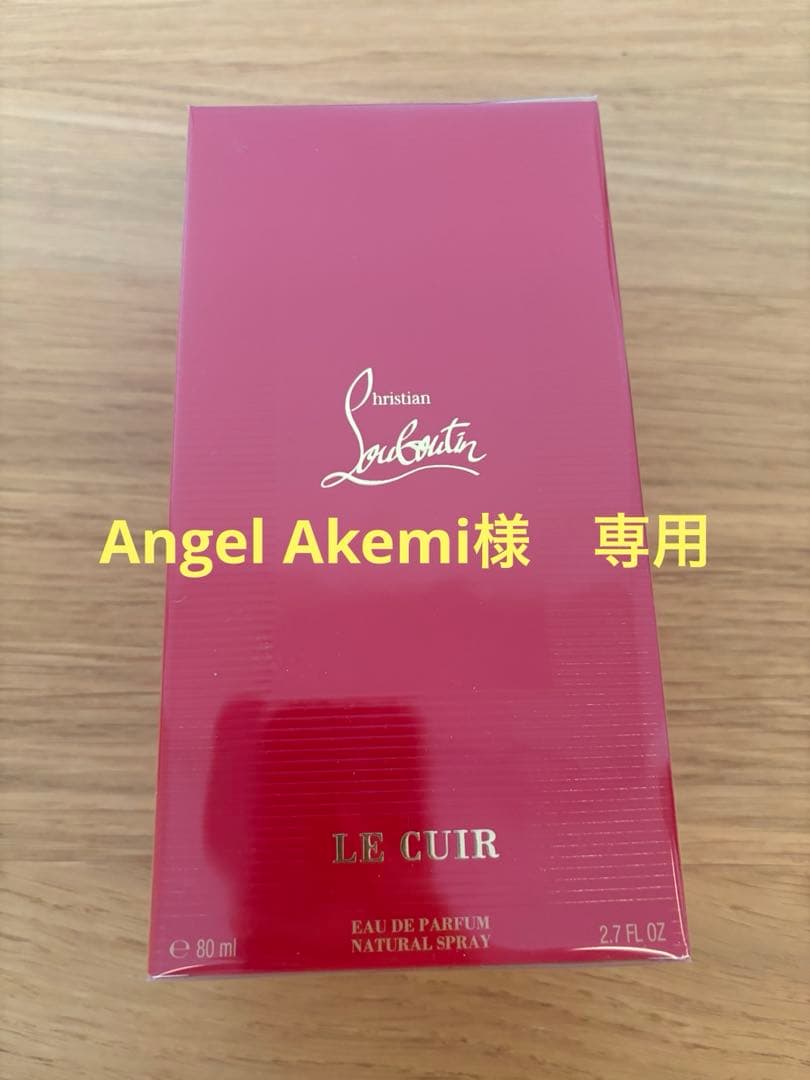 Christian
Louboutin
Angel Akemi様　専用
LE CUIR
EAU DE PARFUM
NATURAL SPRAY
℮ 80 ml
2.7 FL OZ